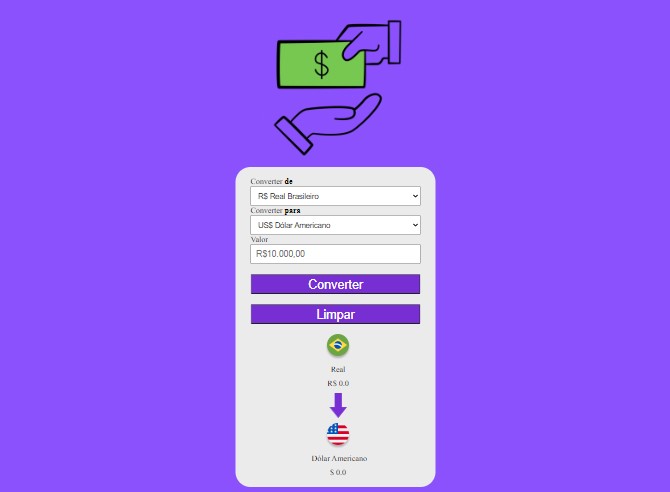 $
Converter de
R$ Real Brasileiro
Converter para
US$ Dólar Americano
Valor
R$10.000,00
Converter
Limpar
Real
R$ 0.0
Dólar Americano
$ 0.0